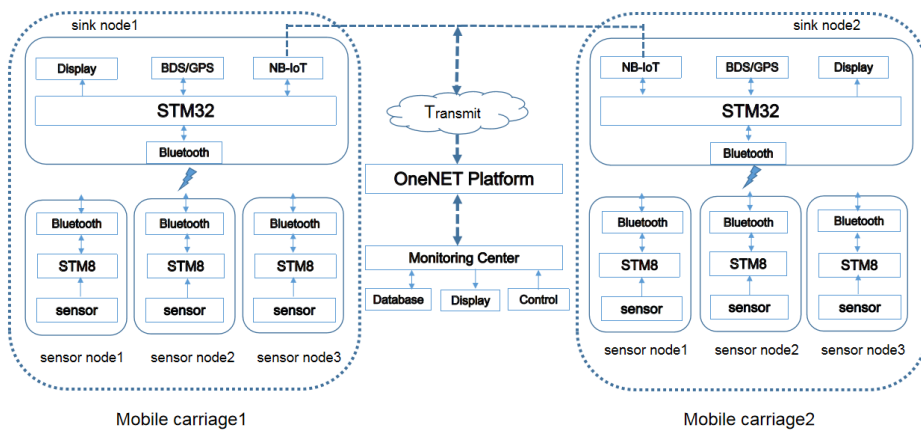 sink node1
Display
BDS/GPS
NB-IoT
STM32
Bluetooth
Bluetooth
Bluetooth
Bluetooth
STM8
STM8
STM8
sensor
sensor
sensor
sensor node1
sensor node2
sensor node3
Mobile carriage1
Transmit
OneNET Platform
Monitoring Center
Database
Display
Control
sink node2
NB-IoT
BDS/GPS
Display
STM32
Bluetooth
Bluetooth
Bluetooth
Bluetooth
STM8
STM8
STM8
sensor
sensor
sensor
sensor node1
sensor node2
sensor node3
Mobile carriage2